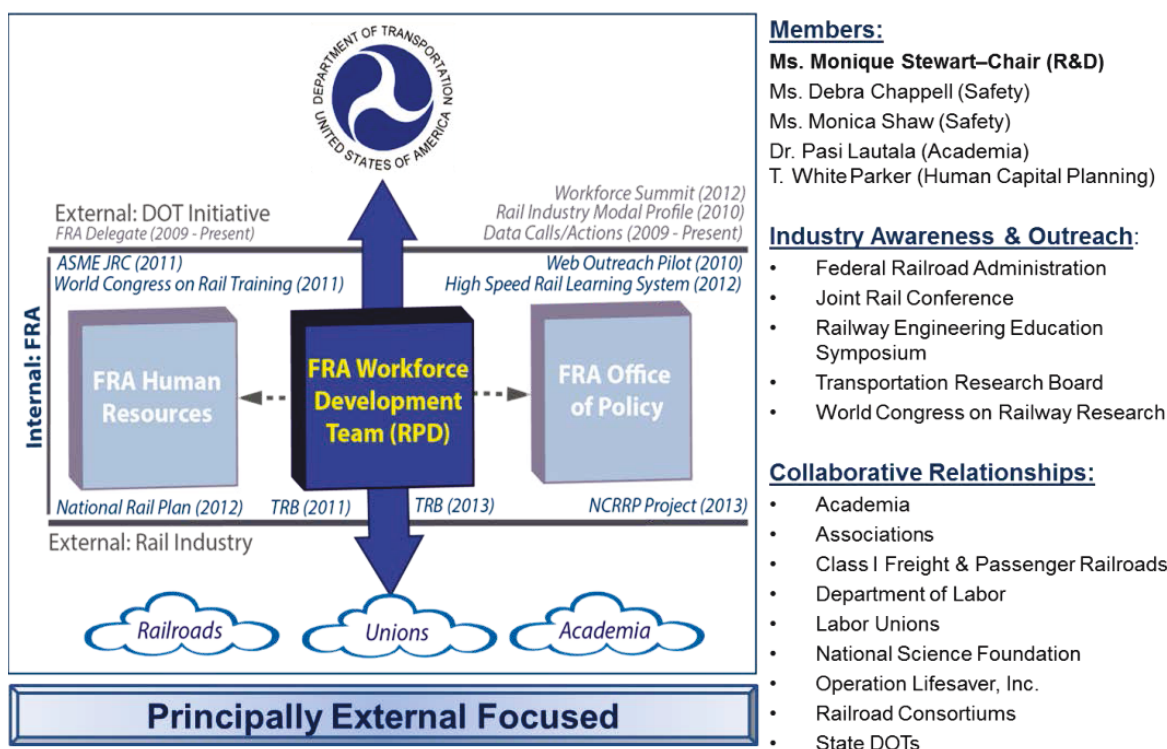 DEPARTMENT OF TRANSPORTATION
UNITED STATES OF AMERICA
External: DOT Initiative
FRA Delegate (2009 - Present)
Workforce Summit (2012)
Rail Industry Modal Profile (2010)
Data Calls/Actions (2009 - Present)
Internal: FRA
ASME JRC (2011)
World Congress on Rail Training (2011)
Web Outreach Pilot (2010)
High Speed Rail Learning System (2012)
FRA Human
Resources
FRA Workforce
Development
Team (RPD)
FRA Office
of Policy
National Rail Plan (2012)
TRB (2011)
TRB (2013)
NCRRP Project (2013)
External: Rail Industry
Railroads
Unions
Academia
Principally External Focused
Members:
Ms. Monique Stewart–Chair (R&D)
Ms. Debra Chappell (Safety)
Ms. Monica Shaw (Safety)
Dr. Pasi Lautala (Academia)
T. White Parker (Human Capital Planning)
Industry Awareness & Outreach:
• Federal Railroad Administration
• Joint Rail Conference
• Railway Engineering Education
Symposium
• Transportation Research Board
• World Congress on Railway Research
Collaborative Relationships:
• Academia
• Associations
• Class I Freight & Passenger Railroads
• Department of Labor
• Labor Unions
• National Science Foundation
• Operation Lifesaver, Inc.
• Railroad Consortiums
• State DOTs